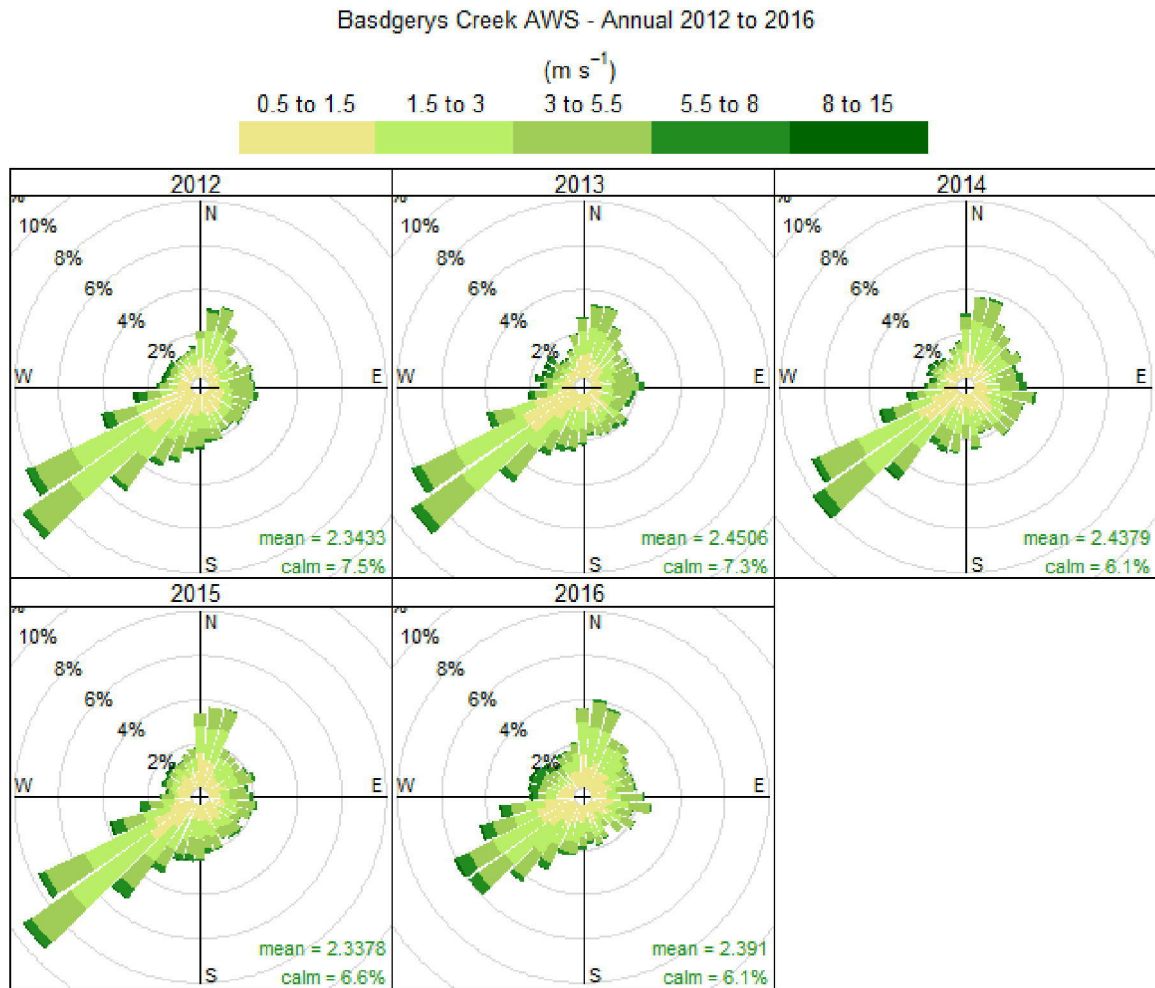 Basdgerys Creek AWS - Annual 2012 to 2016
(m s⁻¹)
0.5 to 1.5 1.5 to 3 3 to 5.5 5.5 to 8 8 to 15
2012
%
10%
8%
6%
4%
2%
N
W
E
S
mean = 2.3433
calm = 7.5%
2013
%
10%
8%
6%
4%
2%
N
W
E
S
mean = 2.4506
calm = 7.3%
2014
%
10%
8%
6%
4%
2%
N
W
E
S
mean = 2.4379
calm = 6.1%
2015
%
10%
8%
6%
4%
2%
N
W
E
S
mean = 2.3378
calm = 6.6%
2016
%
10%
8%
6%
4%
2%
N
W
E
S
mean = 2.391
calm = 6.1%